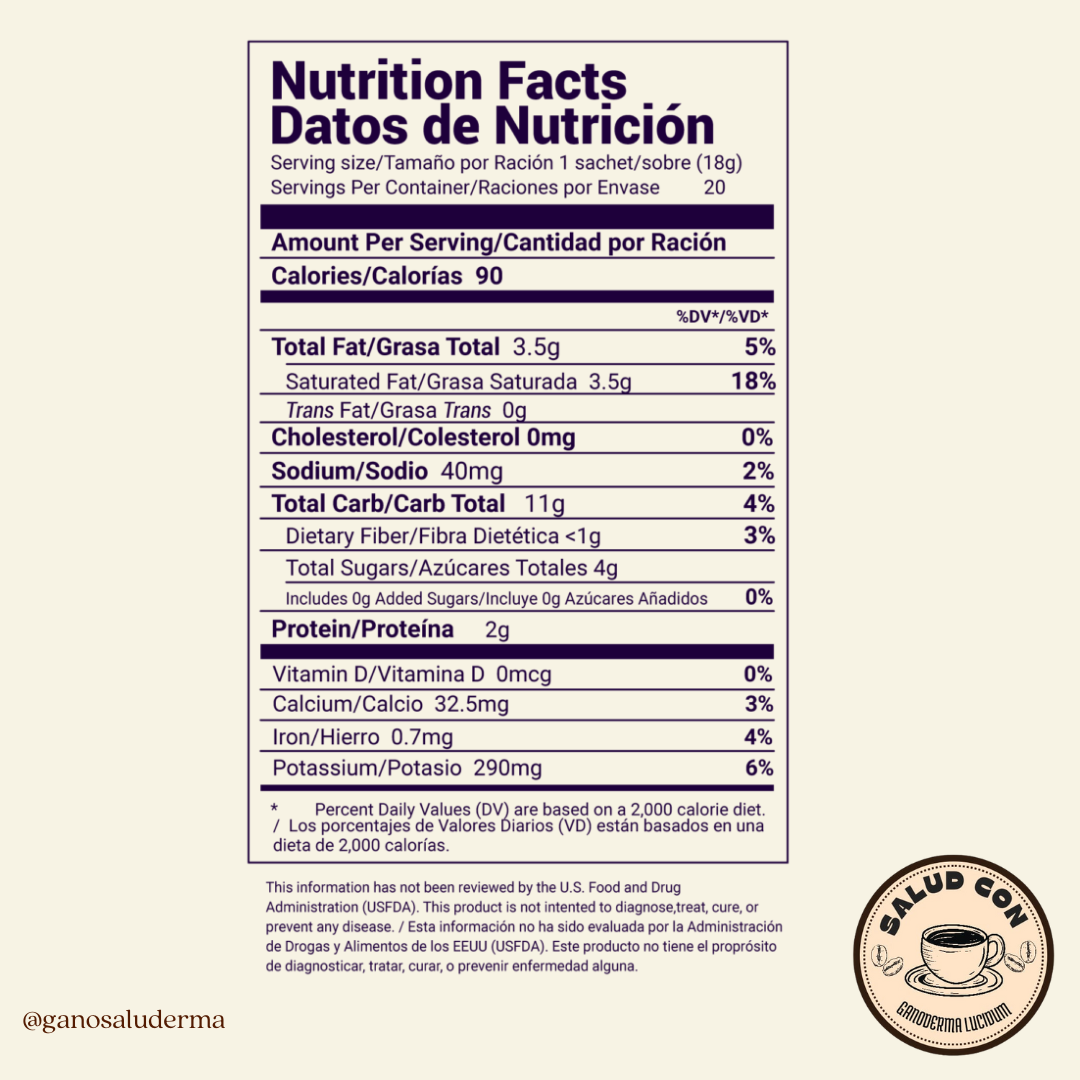 Nutrition Facts
Datos de Nutrición
Serving size/Tamaño por Ración 1 sachet/sobre (18g)
Servings Per Container/Raciones por Envase 20
Amount Per Serving/Cantidad por Ración
Calories/Calorías 90
%DV*/%VD*
Total Fat/Grasa Total 3.5g 5%
Saturated Fat/Grasa Saturada 3.5g 18%
Trans Fat/Grasa Trans 0g
Cholesterol/Colesterol 0mg 0%
Sodium/Sodio 40mg 2%
Total Carb/Carb Total 11g 4%
Dietary Fiber/Fibra Dietética <1g 3%
Total Sugars/Azúcares Totales 4g
Includes 0g Added Sugars/Incluye 0g Azúcares Añadidos 0%
Protein/Proteína 2g
Vitamin D/Vitamina D 0mcg 0%
Calcium/Calcio 32.5mg 3%
Iron/Hierro 0.7mg 4%
Potassium/Potasio 290mg 6%
* Percent Daily Values (DV) are based on a 2,000 calorie diet.
/ Los porcentajes de Valores Diarios (VD) están basados en una
dieta de 2,000 calorías.
This information has not been reviewed by the U.S. Food and Drug
Administration (USFDA). This product is not intented to diagnose,treat, cure, or
prevent any disease. / Esta información no ha sido evaluada por la Administración
de Drogas y Alimentos de los EEUU (USFDA). Este producto no tiene el proprósito
de diagnosticar, tratar, curar, o prevenir enfermedad alguna.
SALUD CON
GANODERMA LUCIDUM
@ganosaluderma